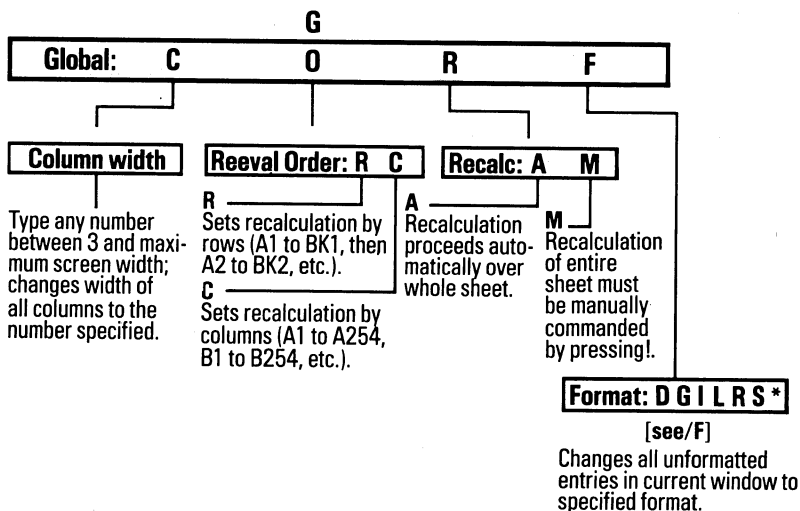 G
Global: C O R F
Column width
Type any number
between 3 and maxi-
mum screen width;
changes width of
all columns to the
number specified.
Reeval Order: R C
R
Sets recalculation by
rows (A1 to BK1, then
A2 to BK2, etc.).
C
Sets recalculation by
columns (A1 to A254,
B1 to B254, etc.).
Recalc: A M
A
Recalculation
proceeds auto-
matically over
whole sheet.
M
Recalculation
of entire
sheet must
be manually
commanded
by pressing!.
Format: D G I L R S *
[see/F]
Changes all unformatted
entries in current window to
specified format.